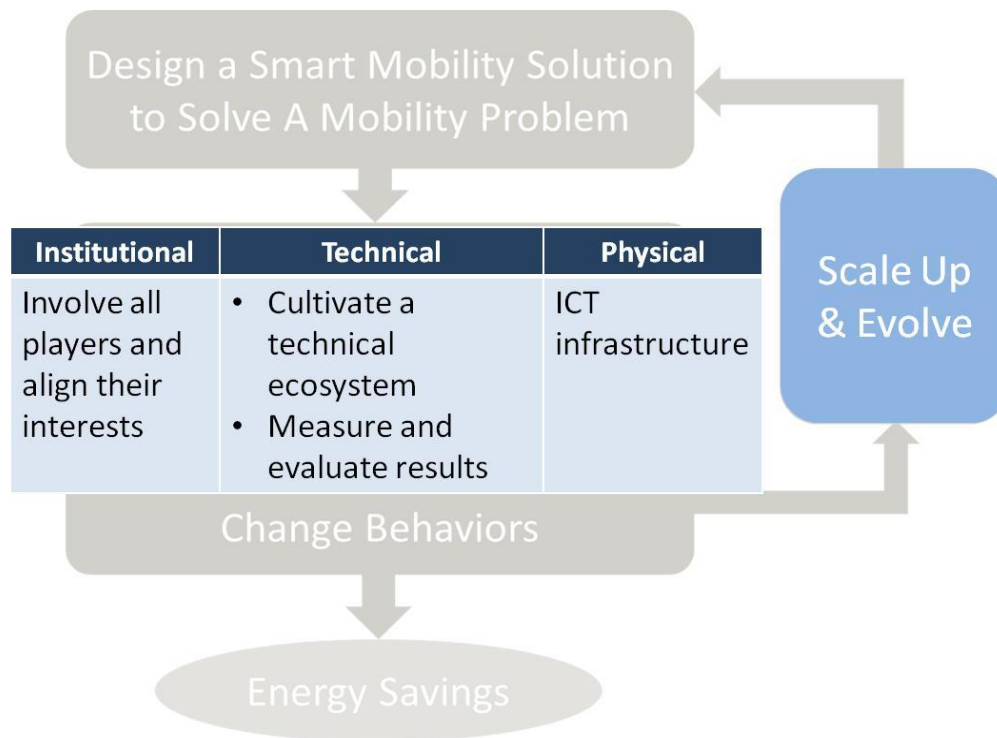 Design a Smart Mobility Solution
to Solve A Mobility Problem
Institutional
Technical
Physical
Involve all
players and
align their
interests
• Cultivate a
technical
ecosystem
• Measure and
evaluate results
ICT
infrastructure
Scale Up
& Evolve
Change Behaviors
Energy Savings